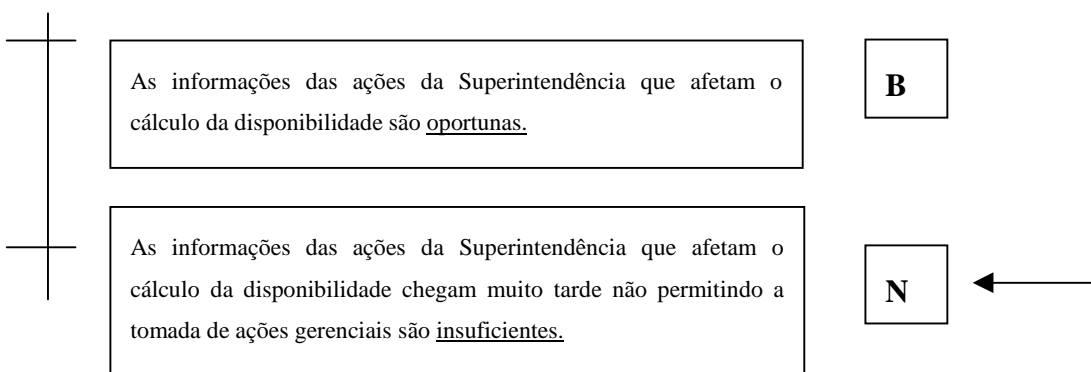 As informações das ações da Superintendência que afetam o
cálculo da disponibilidade são oportunas.
B
As informações das ações da Superintendência que afetam o
cálculo da disponibilidade chegam muito tarde não permitindo a
tomada de ações gerenciais são insuficientes.
N